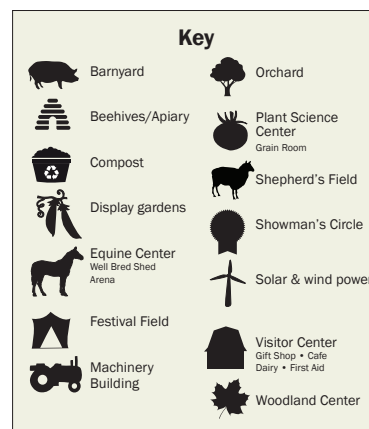 Key
Barnyard
Beehives/Apiary
Compost
Display gardens
Equine Center
Well Bred Shed
Arena
Festival Field
Machinery
Building
Orchard
Plant Science
Center
Grain Room
Shepherd's Field
Showman's Circle
Solar & wind power
Visitor Center
Gift Shop • Cafe
Dairy • First Aid
Woodland Center